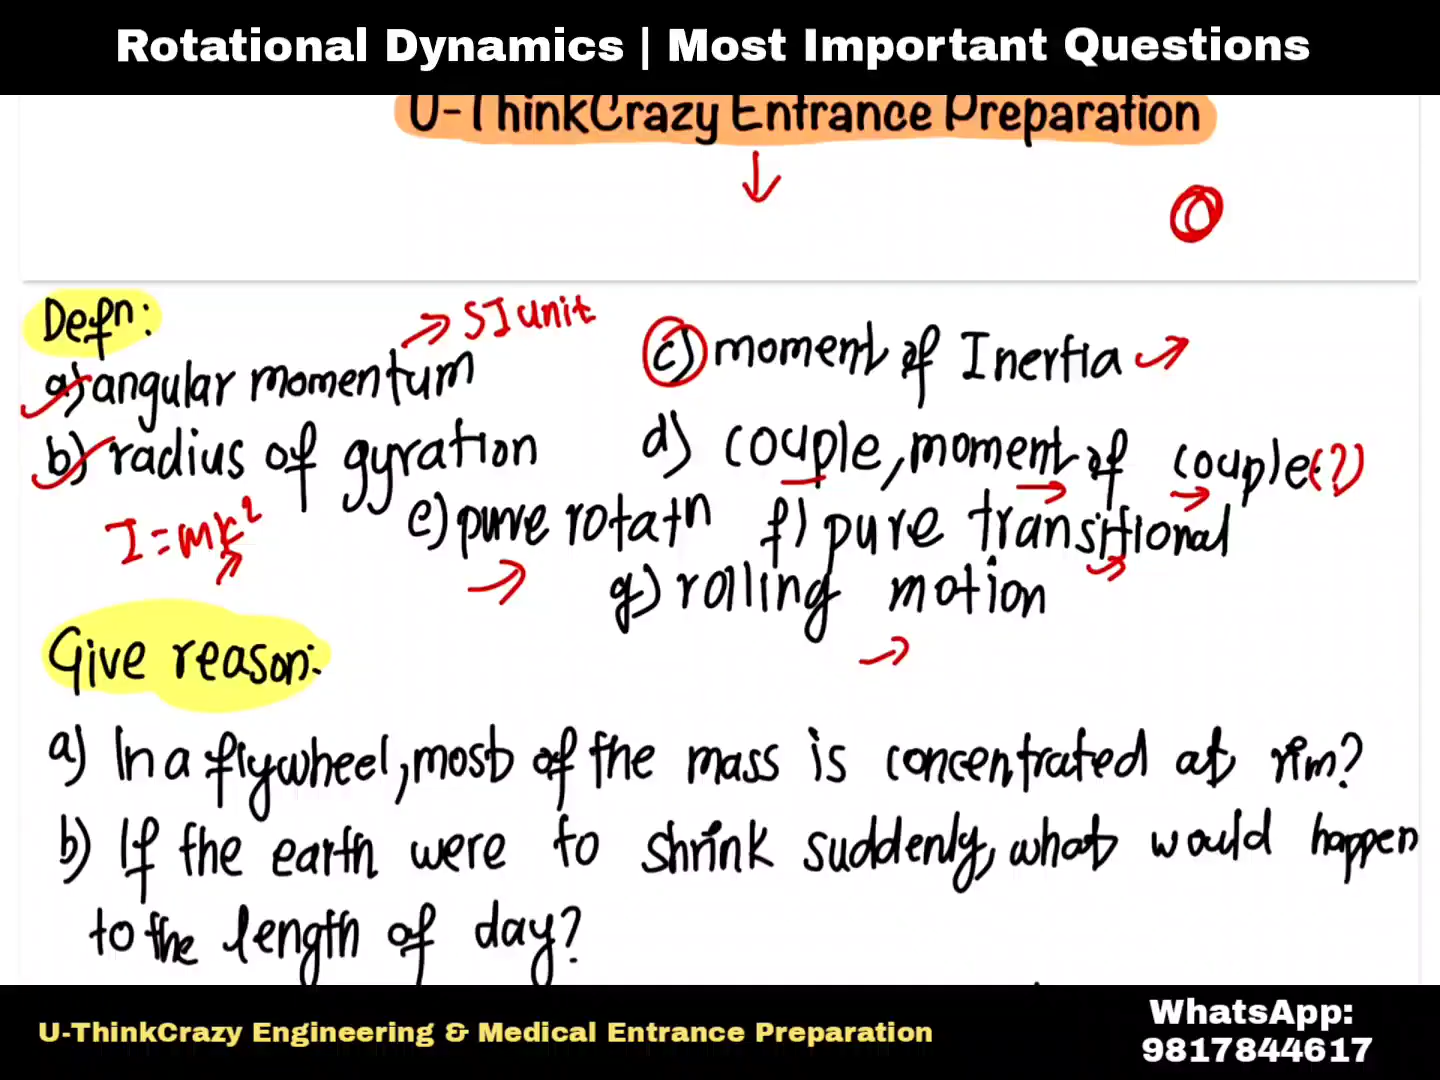 Rotational Dynamics | Most Important Questions
U-ThinkCrazy Entrance Preparation
Defn:
→ SI unit
a) angular momentum
c) moment of Inertia →
b) radius of gyration
d) couple, moment of couple(?)
I = mk²
e) pure rotatn f) pure transitional
g) rolling motion
Give reason:
a) In a flywheel, most of the mass is concentrated at rim?
b) If the earth were to shrink suddenly, what would happen
to the length of day?
U-ThinkCrazy Engineering & Medical Entrance Preparation
WhatsApp:
9817844617